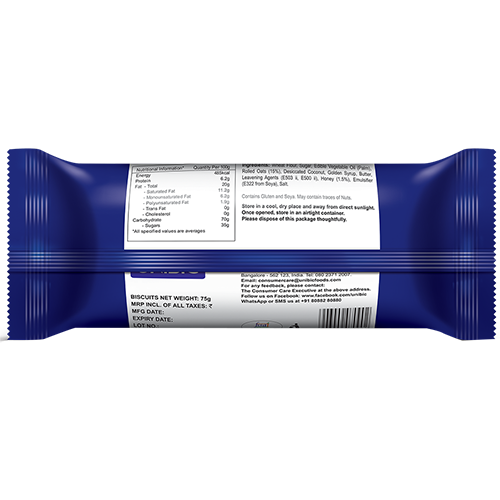 Nutritional Information* Quantity Per 100g
Energy 485kcal
Protein 6.2g
Fat - Total 20g
- Saturated Fat 11.2g
- Monounsaturated Fat 6.2g
- Polyunsaturated Fat 1.9g
- Trans Fat 0g
- Cholesterol 0g
Carbohydrate 70g
- Sugars 35g
*All specified values are averages
Ingredients: Wheat Flour, Sugar, Edible Vegetable Oil (Palm),
Rolled Oats (15%), Desiccated Coconut, Golden Syrup, Butter,
Leavening Agents (E503 ii, E500 ii), Honey (1.5%), Emulsifier
(E322 from Soya), Salt.
Contains Gluten and Soya. May contain traces of Nuts.
Store in a cool, dry place and away from direct sunlight.
Once opened, store in an airtight container.
Please dispose of this package thoughtfully.
UNIBIC
BISCUITS NET WEIGHT: 75g
MRP INCL. OF ALL TAXES: ₹
MFG DATE:
EXPIRY DATE:
LOT NO:
Bangalore - 562 123, India. Tel: 080 2371 2007.
Email: consumercare@unibicfoods.com
For any feedback, please contact:
The Consumer Care Executive at the above address.
Follow us on Facebook: www.facebook.com/unibic
WhatsApp or SMS us at +91 80882 80880